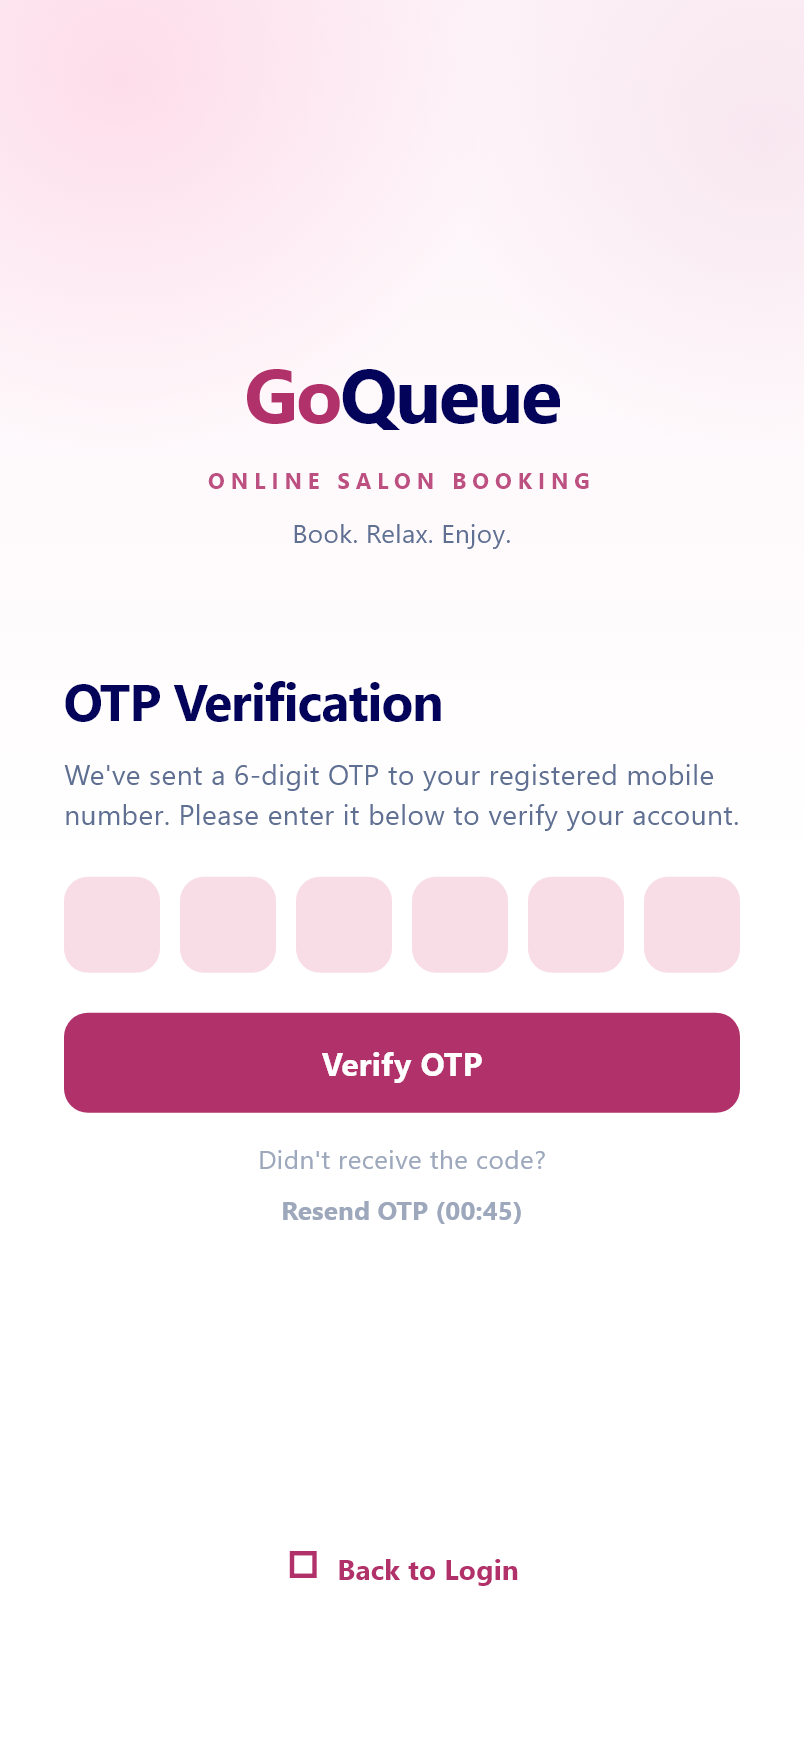 GoQueue
ONLINE SALON BOOKING
Book. Relax. Enjoy.
OTP Verification
We've sent a 6-digit OTP to your registered mobile
number. Please enter it below to verify your account.
Verify OTP
Didn't receive the code?
Resend OTP (00:45)
Back to Login